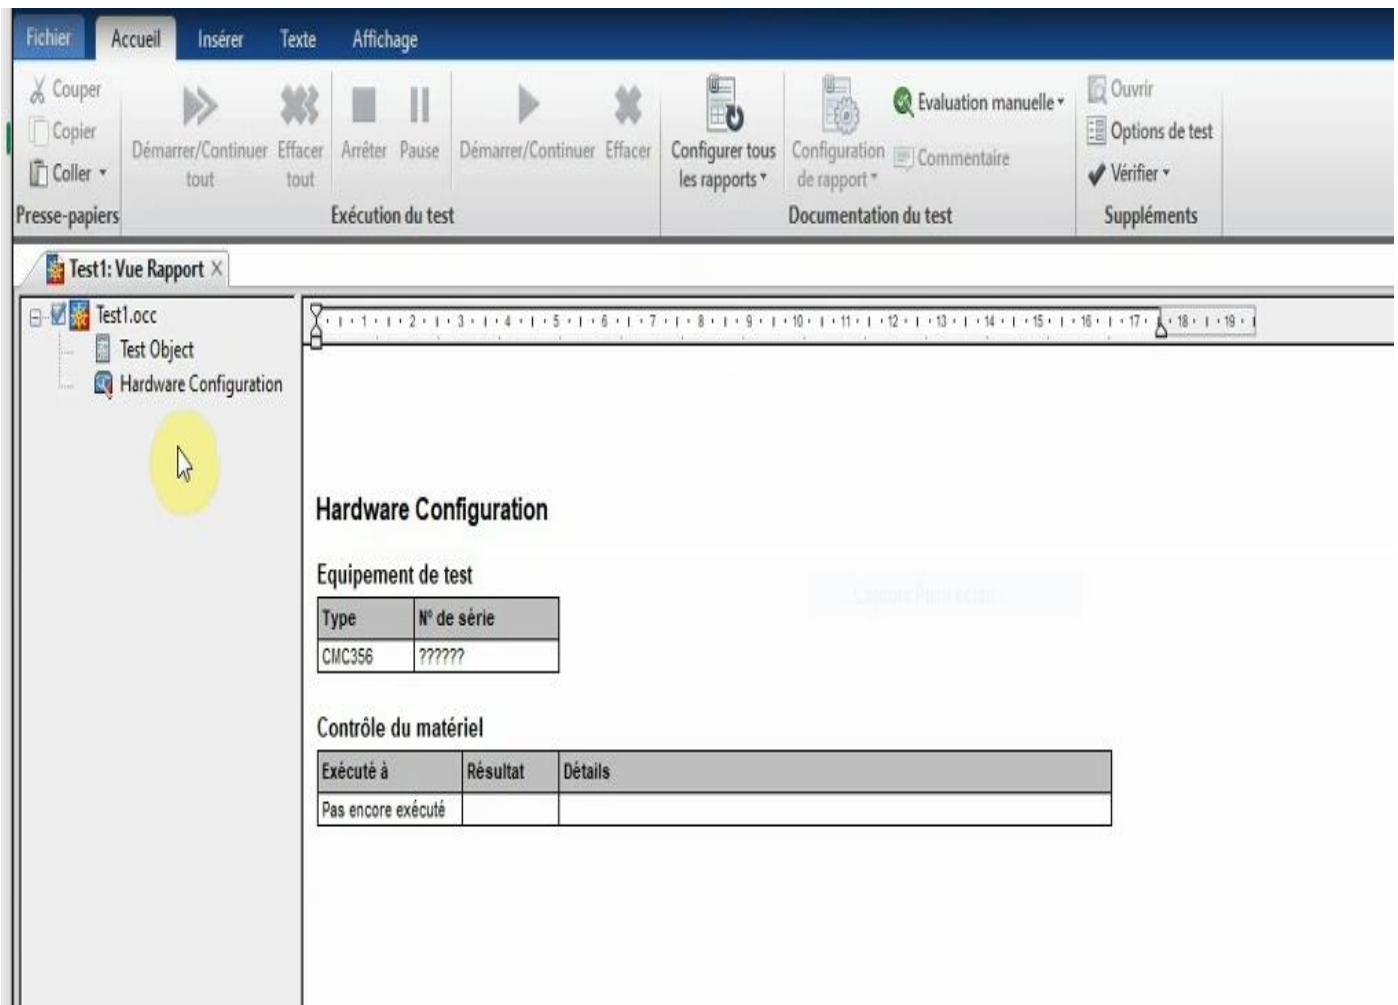 Fichier Accueil Insérer Texte Affichage
Couper
Copier
Coller
Presse-papiers
Démarrer/Continuer
tout
Effacer
tout
Arrêter
Pause
Démarrer/Continuer
Effacer
Exécution du test
Configurer tous
les rapports
Configuration
de rapport
Evaluation manuelle
Commentaire
Documentation du test
Ouvrir
Options de test
Vérifier
Suppléments
Test1: Vue Rapport
Test1.occ
Test Object
Hardware Configuration
1 2 3 4 5 6 7 8 9 10 11 12 13 14 15 16 17 18 19
Hardware Configuration
Equipement de test
Type N° de série
CMC356 ??????
Contrôle du matériel
Exécuté à Résultat Détails
Pas encore exécuté